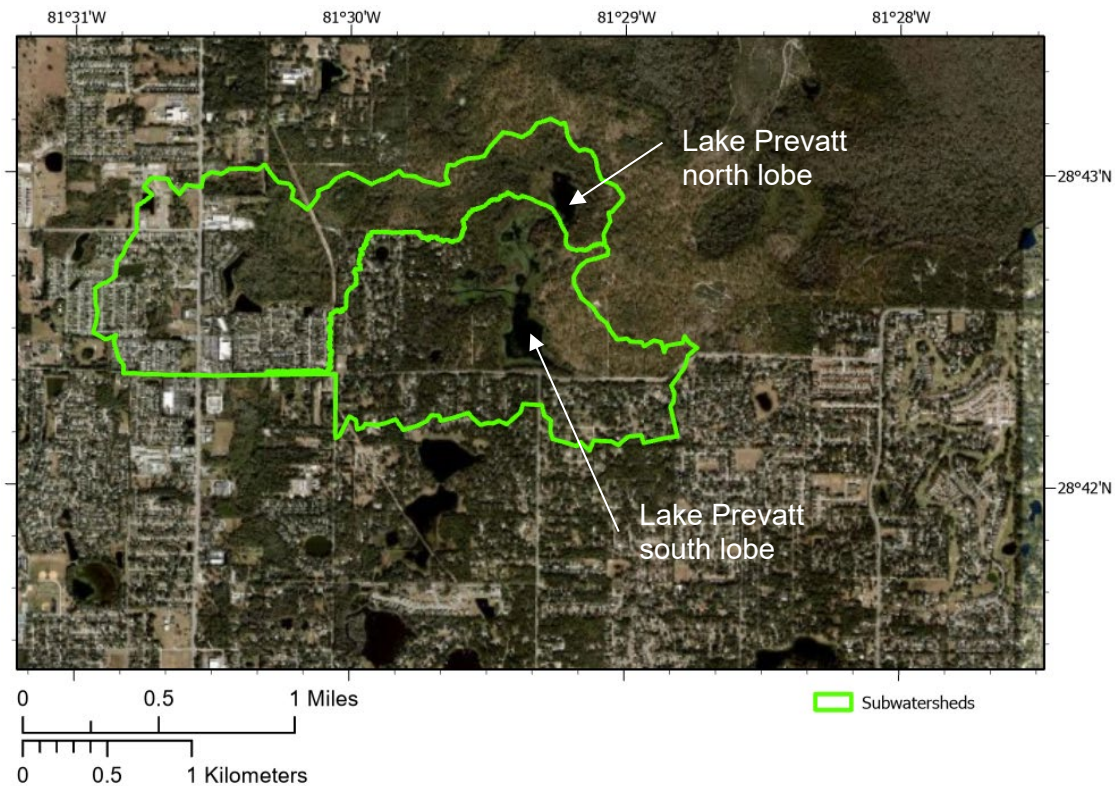 81°31'W
81°30'W
81°29'W
81°28'W
Lake Prevatt
north lobe
28°43'N
28°42'N
Lake Prevatt
south lobe
0 0.5 1 Miles
Subwatersheds
0 0.5 1 Kilometers